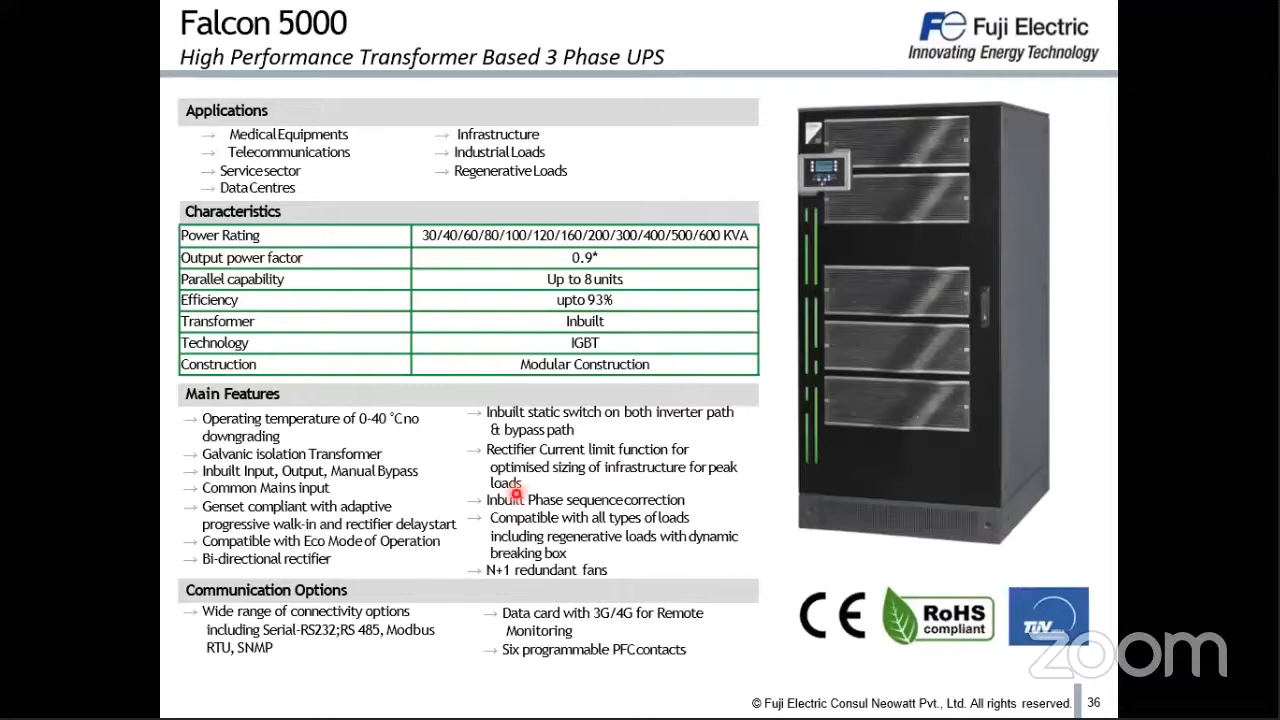 Falcon 5000
High Performance Transformer Based 3 Phase UPS
Fuji Electric
Innovating Energy Technology
Applications
→ Medical Equipments
→ Telecommunications
→ Service sector
→ Data Centres
→ Infrastructure
→ Industrial Loads
→ Regenerative Loads
Characteristics
Power Rating 30/40/60/80/100/120/160/200/300/400/500/600 KVA
Output power factor 0.9*
Parallel capability Up to 8 units
Efficiency upto 93%
Transformer Inbuilt
Technology IGBT
Construction Modular Construction
Main Features
→ Operating temperature of 0-40 °C no
downgrading
→ Galvanic isolation Transformer
→ Inbuilt Input, Output, Manual Bypass
→ Common Mains input
→ Genset compliant with adaptive
progressive walk-in and rectifier delay start
→ Compatible with Eco Mode of Operation
→ Bi-directional rectifier
→ Inbuilt static switch on both inverter path
& bypass path
→ Rectifier Current limit function for
optimised sizing of infrastructure for peak
loads
→ Inbuilt Phase sequence correction
→ Compatible with all types of loads
including regenerative loads with dynamic
breaking box
→ N+1 redundant fans
Communication Options
→ Wide range of connectivity options
including Serial-RS232;RS 485, Modbus
RTU, SNMP
→ Data card with 3G/4G for Remote
Monitoring
→ Six programmable PFC contacts
CE
RoHS
compliant
TÜV
zoom
© Fuji Electric Consul Neowatt Pvt., Ltd. All rights reserved.
36